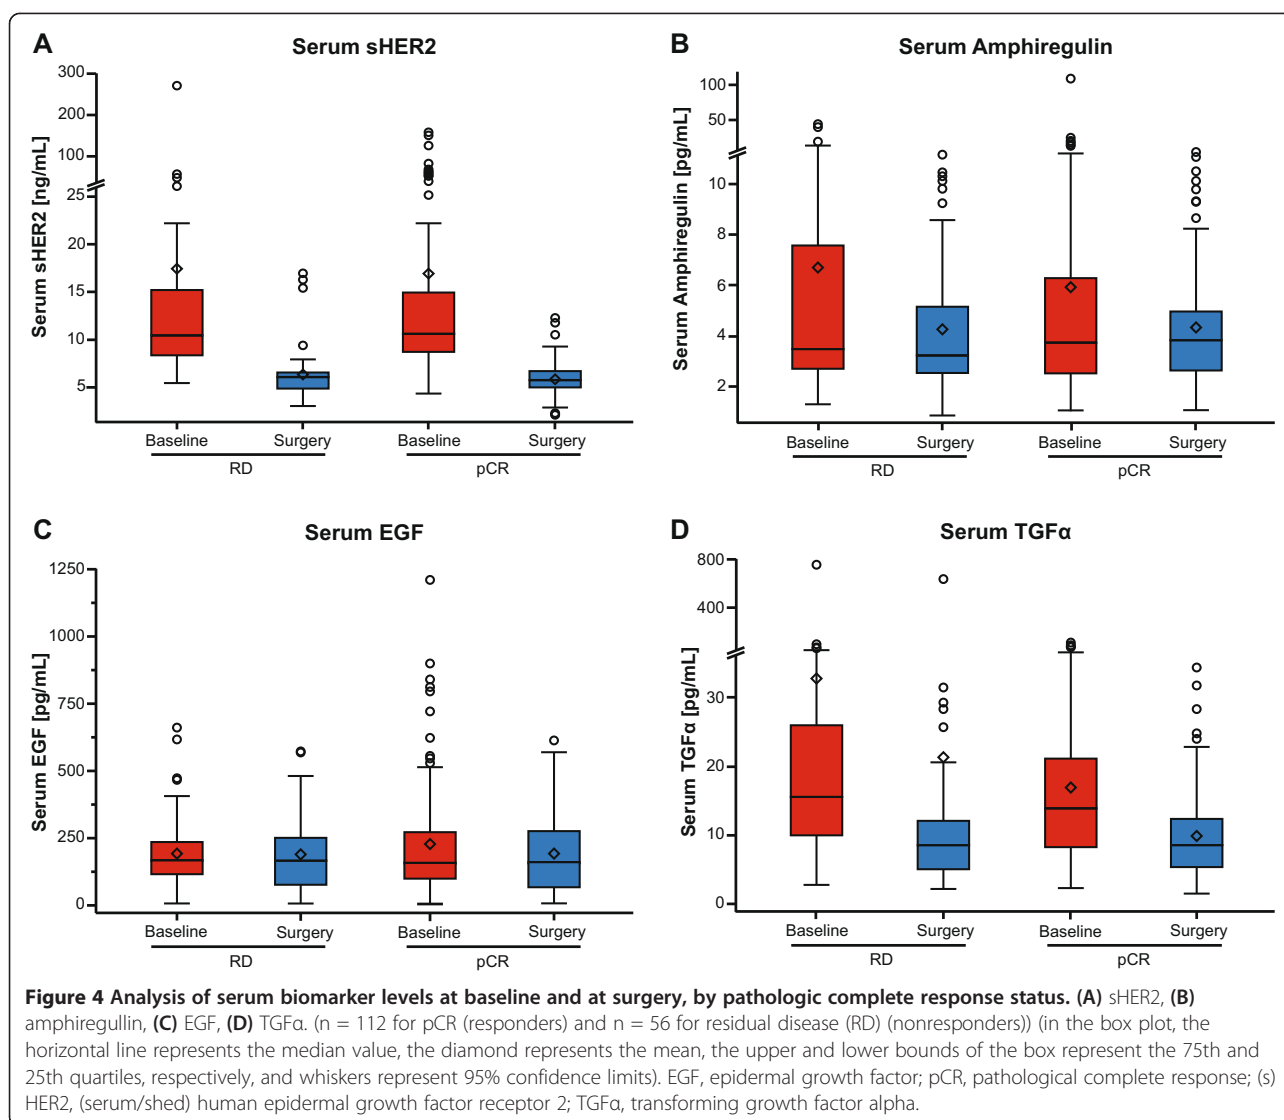 A
Serum sHER2
Serum sHER2 [ng/mL]
300
200
100
25
20
15
10
5
Baseline
Surgery
Baseline
Surgery
RD
pCR
B
Serum Amphiregulin
Serum Amphiregulin [pg/mL]
100
50
10
8
6
4
2
Baseline
Surgery
Baseline
Surgery
RD
pCR
C
Serum EGF
Serum EGF [pg/mL]
1250
1000
750
500
250
0
Baseline
Surgery
Baseline
Surgery
RD
pCR
D
Serum TGFα
Serum TGFα [pg/mL]
800
400
30
20
10
0
Baseline
Surgery
Baseline
Surgery
RD
pCR
Figure 4 Analysis of serum biomarker levels at baseline and at surgery, by pathologic complete response status. (A) sHER2, (B)
amphiregullin, (C) EGF, (D) TGFα. (n = 112 for pCR (responders) and n = 56 for residual disease (RD) (nonresponders)) (in the box plot, the
horizontal line represents the median value, the diamond represents the mean, the upper and lower bounds of the box represent the 75th and
25th quartiles, respectively, and whiskers represent 95% confidence limits). EGF, epidermal growth factor; pCR, pathological complete response; (s)
HER2, (serum/shed) human epidermal growth factor receptor 2; TGFα, transforming growth factor alpha.